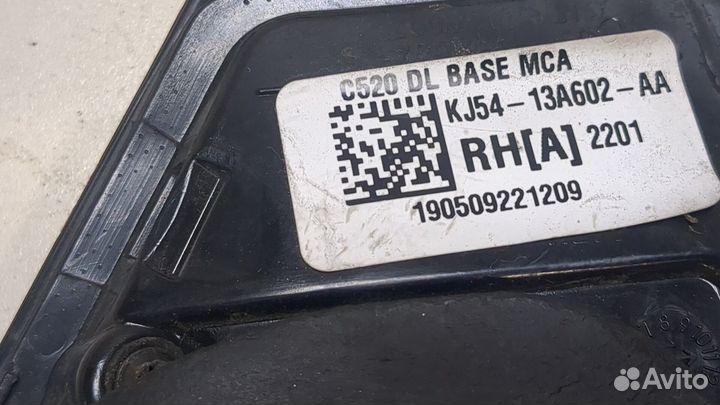 C520 DL BASE MCA
KJ54-13A602-AA
RH[A] 2201
190509221209
Avito